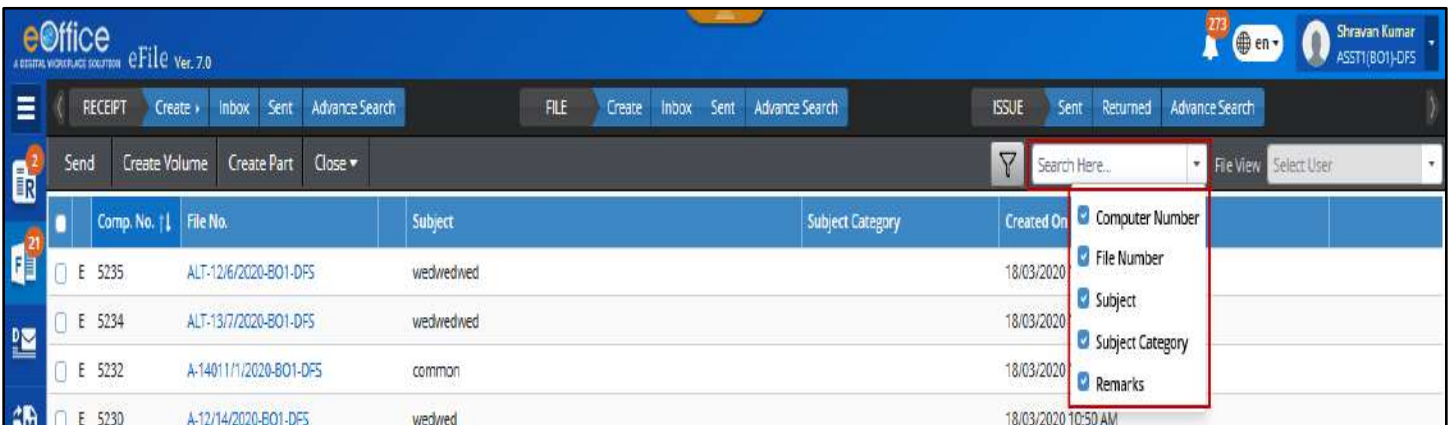 eOffice
A DIGITAL WORKPLACE SOLUTION eFile Ver. 7.0
273 en Shravan Kumar
ASST1(BO1)-DFS
RECEIPT Create Inbox Sent Advance Search FILE Create Inbox Sent Advance Search ISSUE Sent Returned Advance Search
2 R Send Create Volume Create Part Close Search Here... File View Select User
Comp. No. File No. Subject Subject Category Created On Computer Number
21 F File Number
E 5235 ALT-12/6/2020-BO1-DFS wedwedwed 18/03/2020
Subject
E 5234 ALT-13/7/2020-BO1-DFS wedwedwed 18/03/2020
D Subject Category
E 5232 A-14011/1/2020-BO1-DFS common 18/03/2020
Remarks
E 5230 A-12/14/2020-BO1-DFS wedwed 18/03/2020 10:50 AM